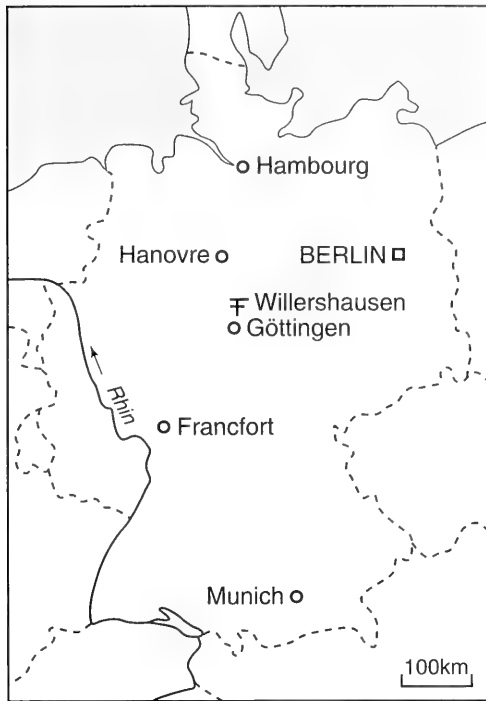 Hambourg
Hanovre
BERLIN
Willershausen
Göttingen
Rhin
Francfort
Munich
100km